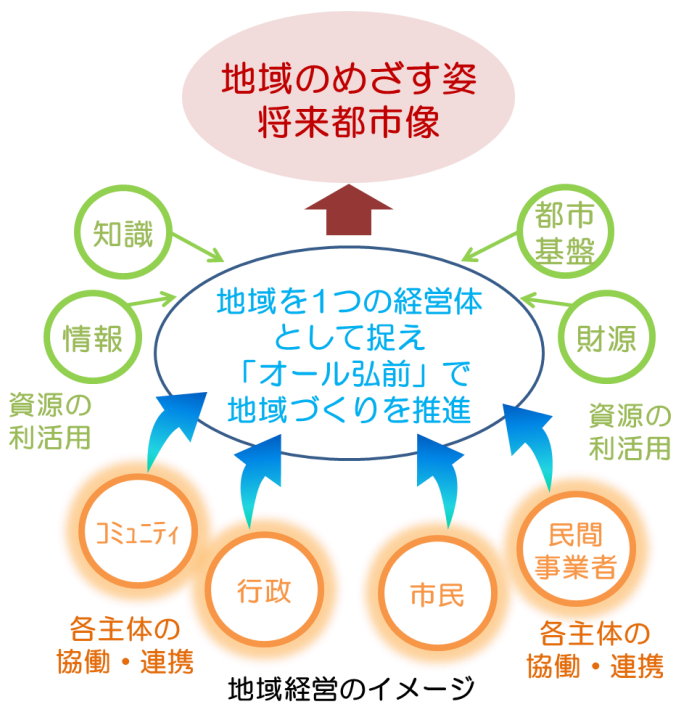 地域のめざす姿
将来都市像
知識
都市
基盤
情報
財源
地域を1つの経営体
として捉え
「オール弘前」で
地域づくりを推進
資源の
利活用
資源の
利活用
コミュニティ
行政
市民
民間
事業者
各主体の
協働・連携
各主体の
協働・連携
地域経営のイメージ